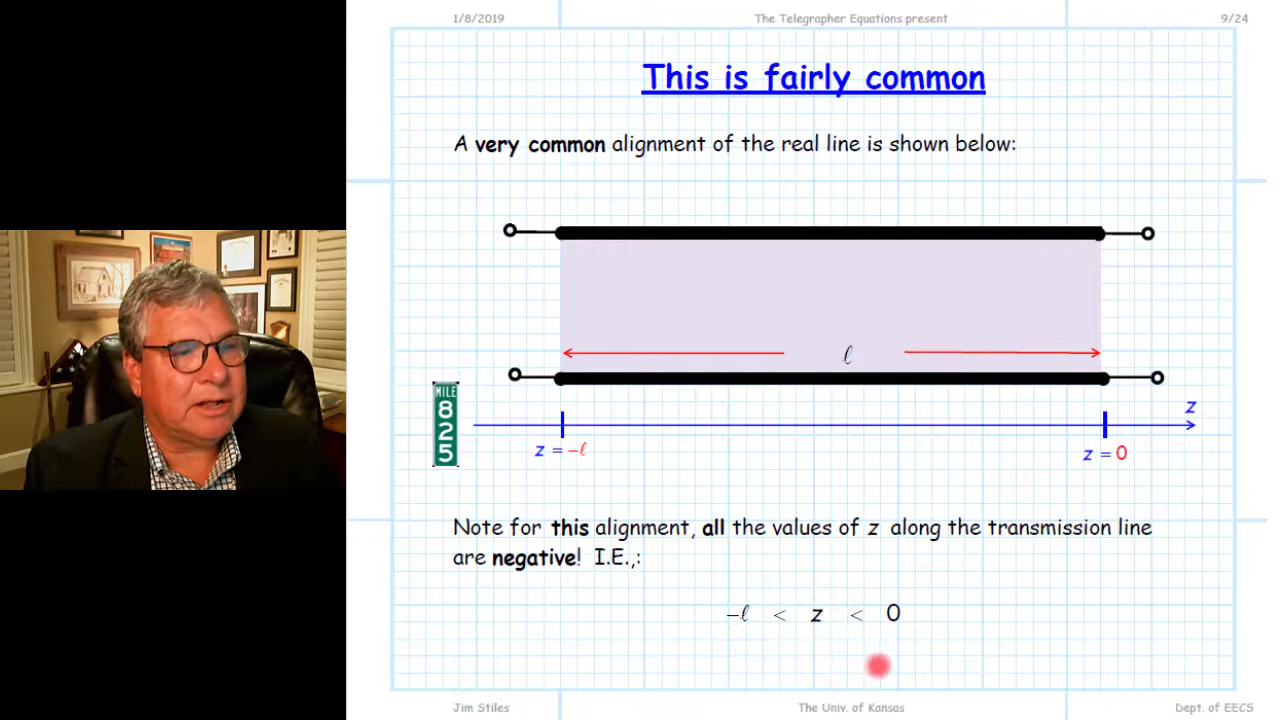 1/8/2019 The Telegrapher Equations present 9/24
This is fairly common
A very common alignment of the real line is shown below:
ℓ
MILE
8
2
5
z
z = −ℓ z = 0
Note for this alignment, all the values of z along the transmission line
are negative! I.E.,:
−ℓ < z < 0
Jim Stiles The Univ. of Kansas Dept. of EECS